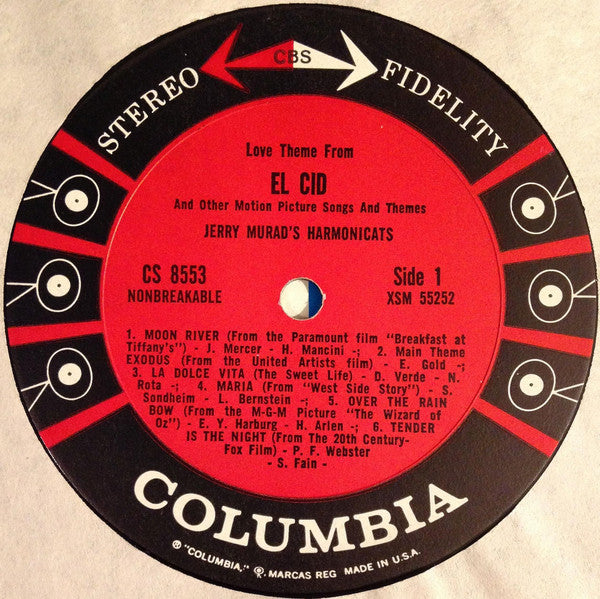 STEREO CBS FIDELITY
Love Theme From
EL CID
And Other Motion Picture Songs And Themes
JERRY MURAD'S HARMONICATS
CS 8553
NONBREAKABLE
Side 1
XSM 55252
1. MOON RIVER (From the Paramount film "Breakfast at
Tiffany's") - J. Mercer - H. Mancini -; 2. Main Theme
EXODUS (From the United Artists film) - E. Gold -;
3. LA DOLCE VITA (The Sweet Life) - D. Verde - N.
Rota -; 4. MARIA (From "West Side Story") - S.
Sondheim - L. Bernstein -; 5. OVER THE RAIN
BOW (From the M-G-M Picture "The Wizard of
Oz") - E. Y. Harburg - H. Arlen -; 6. TENDER
IS THE NIGHT (From The 20th Century-
Fox Film) - P. F. Webster
- S. Fain -
COLUMBIA
® "COLUMBIA," ℗. MARCAS REG MADE IN U.S.A.